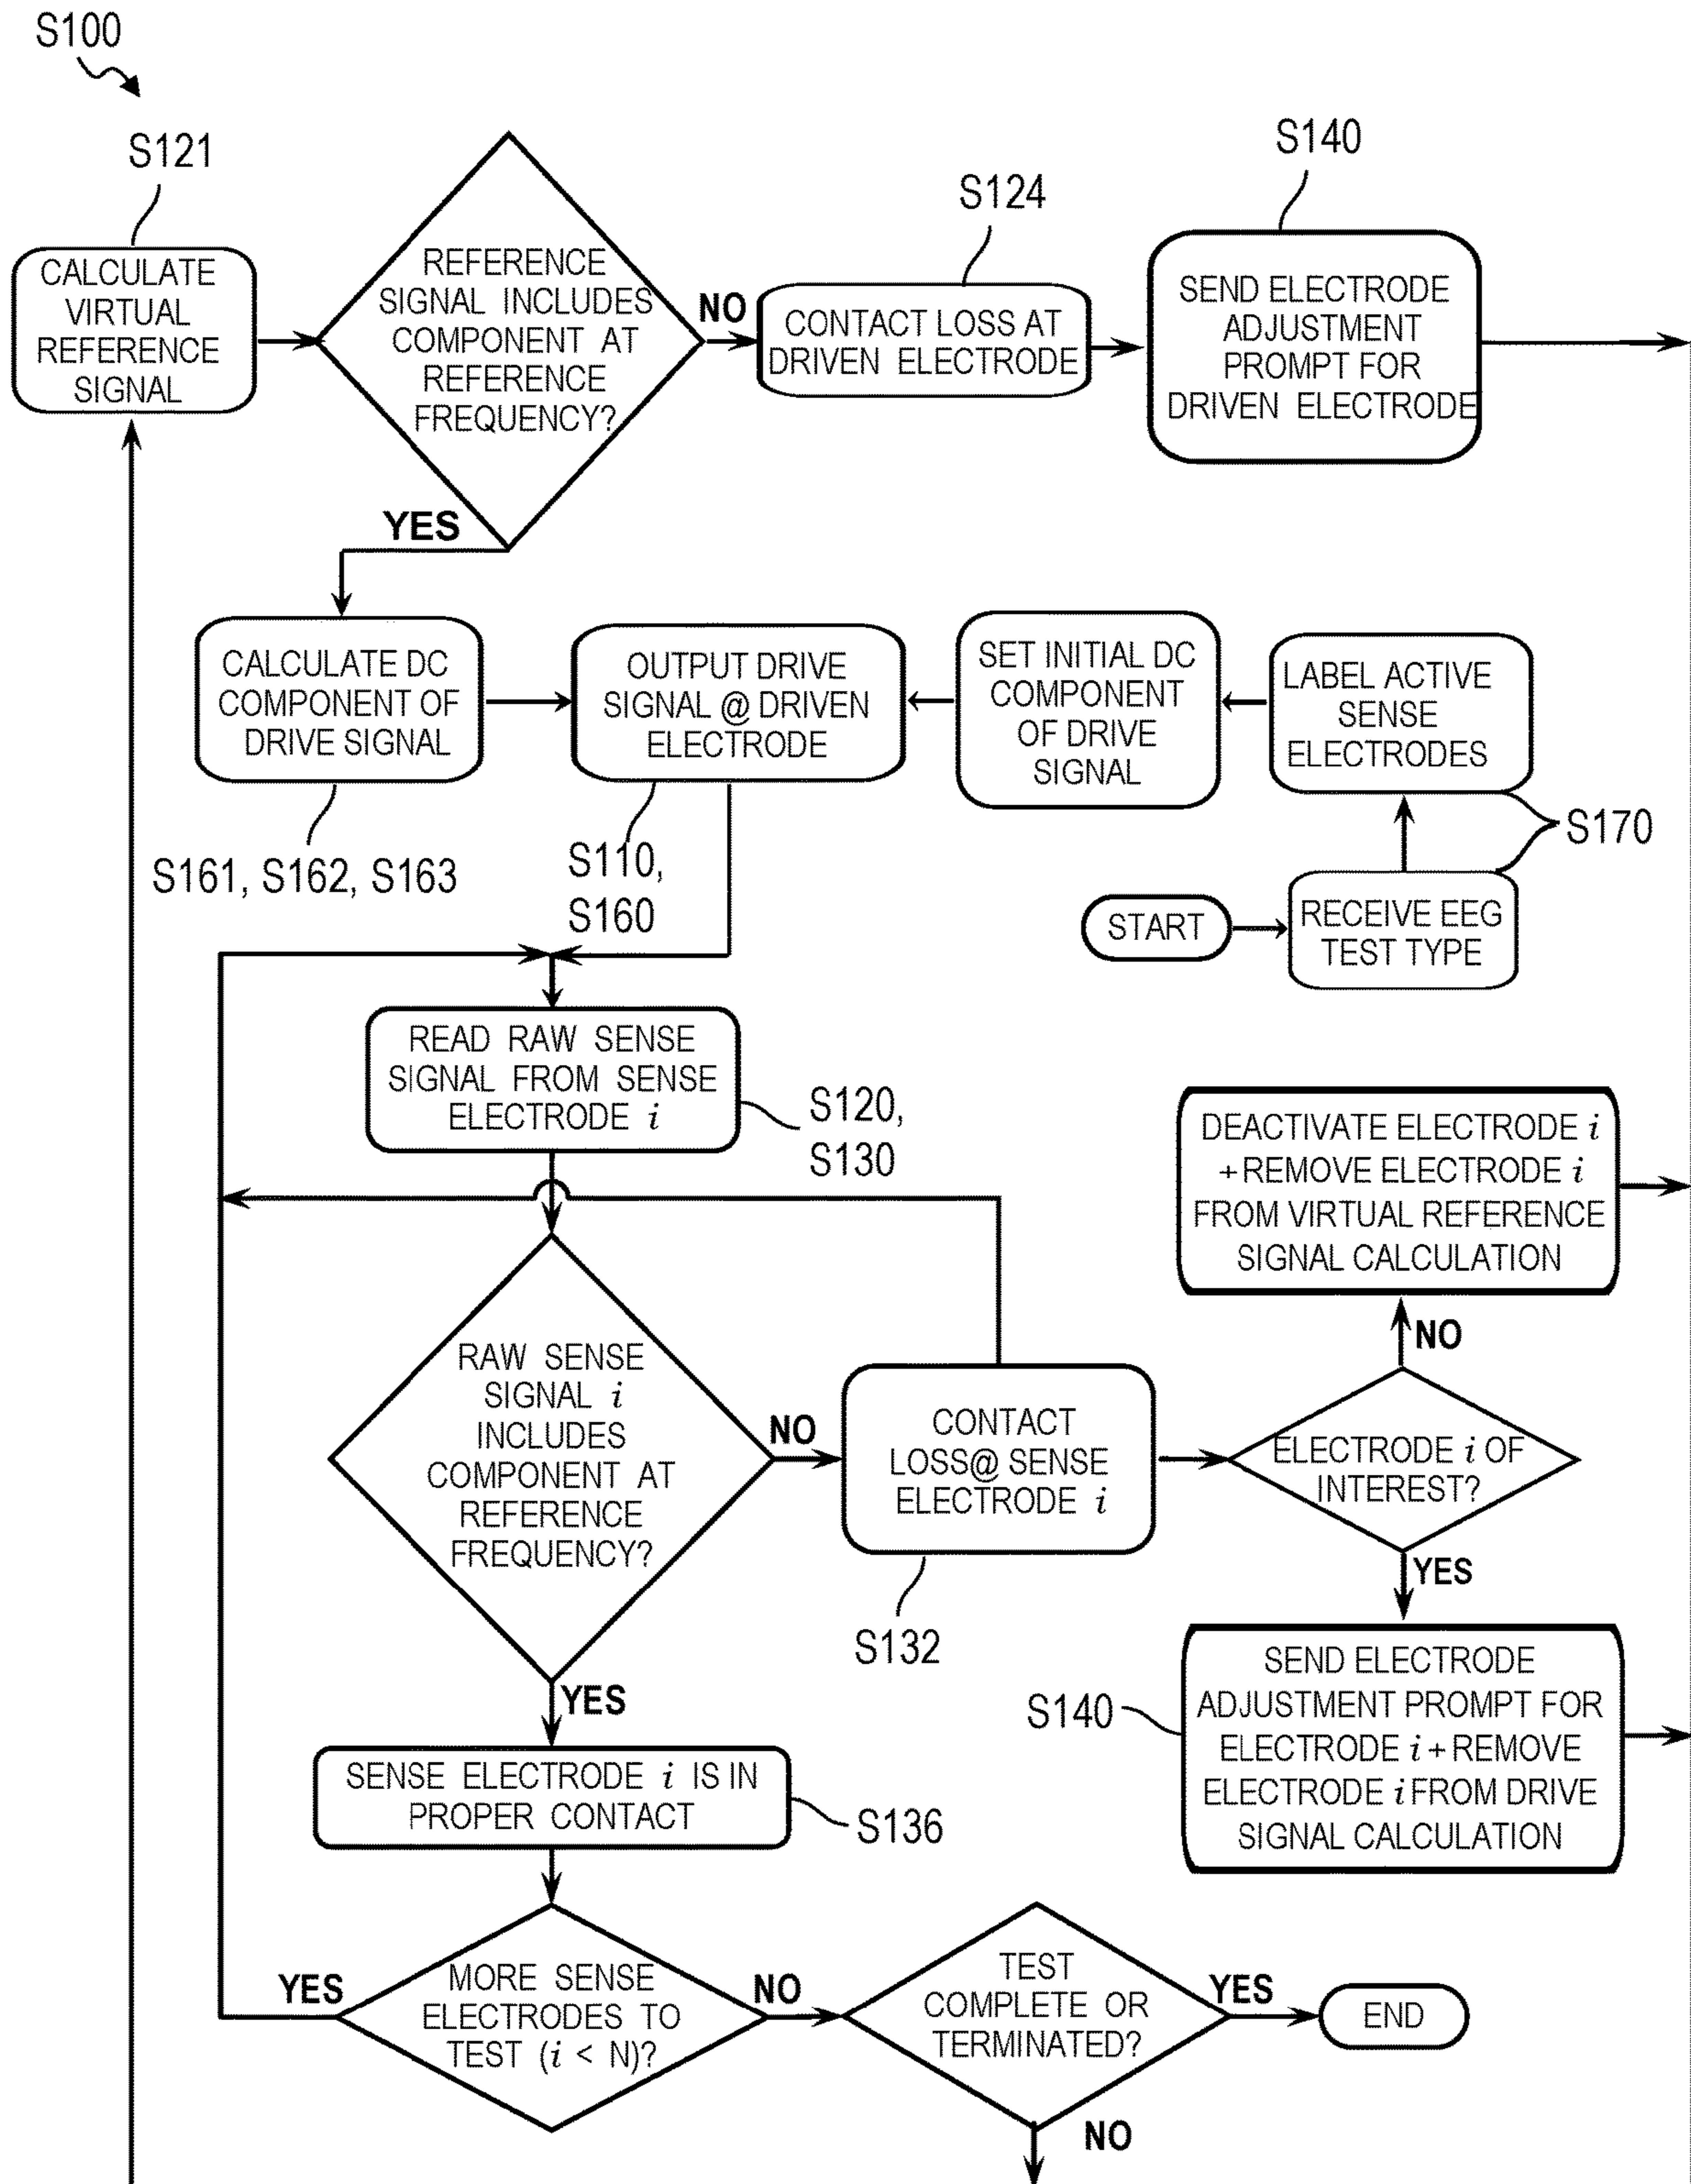 S100
S121
CALCULATE
VIRTUAL
REFERENCE
SIGNAL
REFERENCE
SIGNAL INCLUDES
COMPONENT AT
REFERENCE
FREQUENCY?
NO
S124
CONTACT LOSS AT
DRIVEN ELECTRODE
S140
SEND ELECTRODE
ADJUSTMENT
PROMPT FOR
DRIVEN ELECTRODE
YES
CALCULATE DC
COMPONENT OF
DRIVE SIGNAL
S161, S162, S163
OUTPUT DRIVE
SIGNAL @ DRIVEN
ELECTRODE
S110,
S160
SET INITIAL DC
COMPONENT
OF DRIVE
SIGNAL
LABEL ACTIVE
SENSE
ELECTRODES
S170
START
RECEIVE EEG
TEST TYPE
READ RAW SENSE
SIGNAL FROM SENSE
ELECTRODE i
S120,
S130
DEACTIVATE ELECTRODE i
+REMOVE ELECTRODE i
FROM VIRTUAL REFERENCE
SIGNAL CALCULATION
NO
RAW SENSE
SIGNAL i
INCLUDES
COMPONENT AT
REFERENCE
FREQUENCY?
NO
CONTACT
LOSS@ SENSE
ELECTRODE i
S132
ELECTRODE i OF
INTEREST?
YES
S140
SEND ELECTRODE
ADJUSTMENT PROMPT FOR
ELECTRODE i+REMOVE
ELECTRODE i FROM DRIVE
SIGNAL CALCULATION
YES
SENSE ELECTRODE i IS IN
PROPER CONTACT
S136
YES
MORE SENSE
ELECTRODES TO
TEST (i < N)?
NO
TEST
COMPLETE OR
TERMINATED?
YES
END
NO